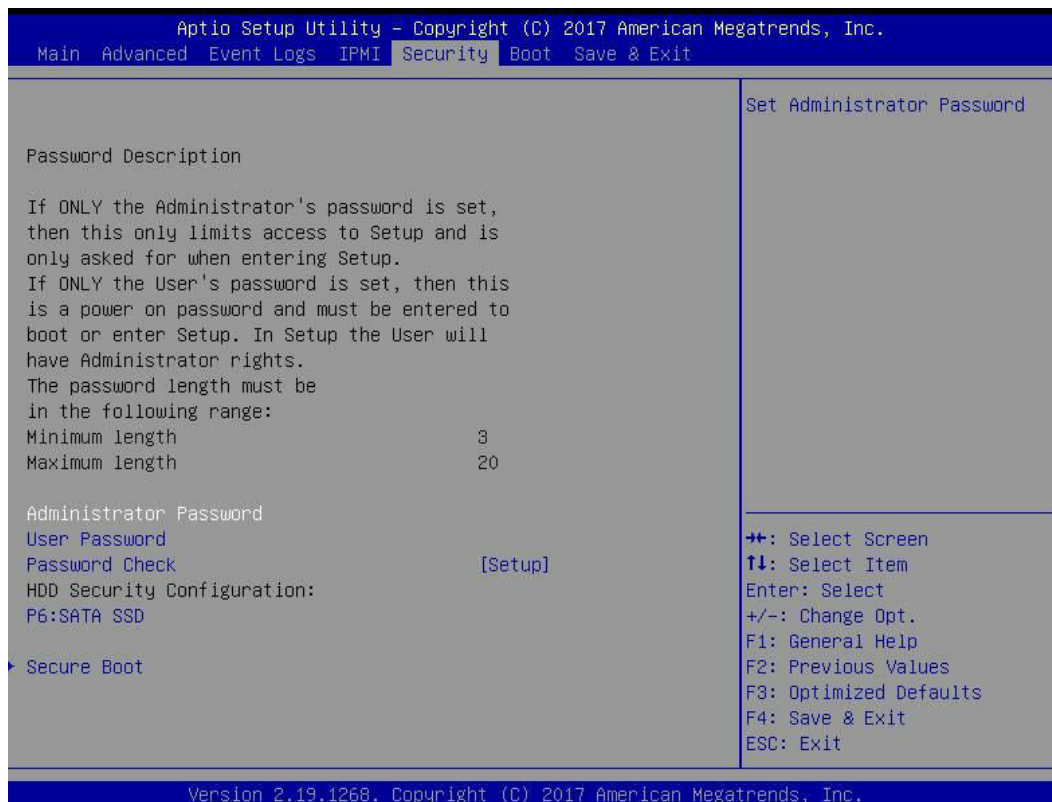 Aptio Setup Utility – Copyright (C) 2017 American Megatrends, Inc.
Main Advanced Event Logs IPMI Security Boot Save & Exit
Set Administrator Password
Password Description
If ONLY the Administrator's password is set,
then this only limits access to Setup and is
only asked for when entering Setup.
If ONLY the User's password is set, then this
is a power on password and must be entered to
boot or enter Setup. In Setup the User will
have Administrator rights.
The password length must be
in the following range:
Minimum length 3
Maximum length 20
Administrator Password
User Password
Password Check [Setup]
HDD Security Configuration:
P6:SATA SSD
Secure Boot
→←: Select Screen
↑↓: Select Item
Enter: Select
+/-: Change Opt.
F1: General Help
F2: Previous Values
F3: Optimized Defaults
F4: Save & Exit
ESC: Exit
Version 2.19.1268. Copyright (C) 2017 American Megatrends, Inc.